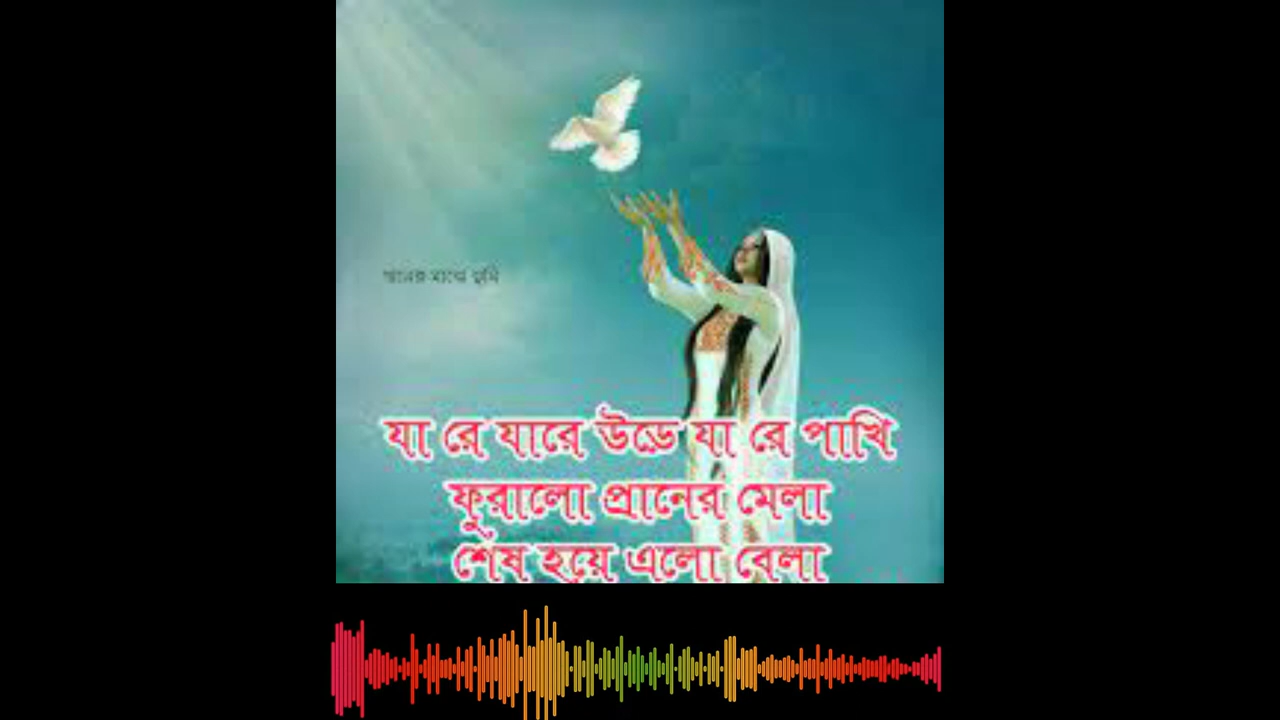 মাঝে তুমি
যা রে যারে উড়ে যা রে পাখি
ফুরালো প্রানের মেলা
শেষ হয়ে এলো বেলা